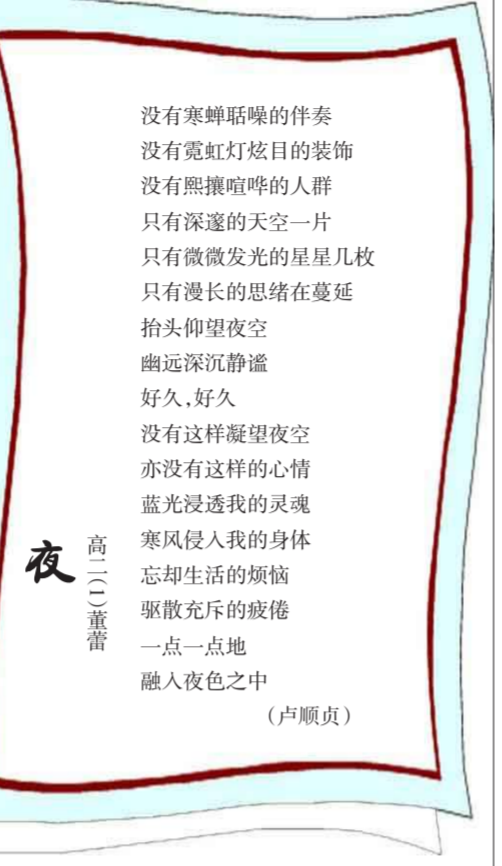 夜
高二(1)董蕾
没有寒蝉聒噪的伴奏
没有霓虹灯炫目的装饰
没有熙攘喧哗的人群
只有深邃的天空一片
只有微微发光的星星几枚
只有漫长的思绪在蔓延
抬头仰望夜空
幽远深沉静谧
好久,好久
没有这样凝望夜空
亦没有这样的心情
蓝光浸透我的灵魂
寒风侵入我的身体
忘却生活的烦恼
驱散充斥的疲倦
一点一点地
融入夜色之中
(卢顺贞)